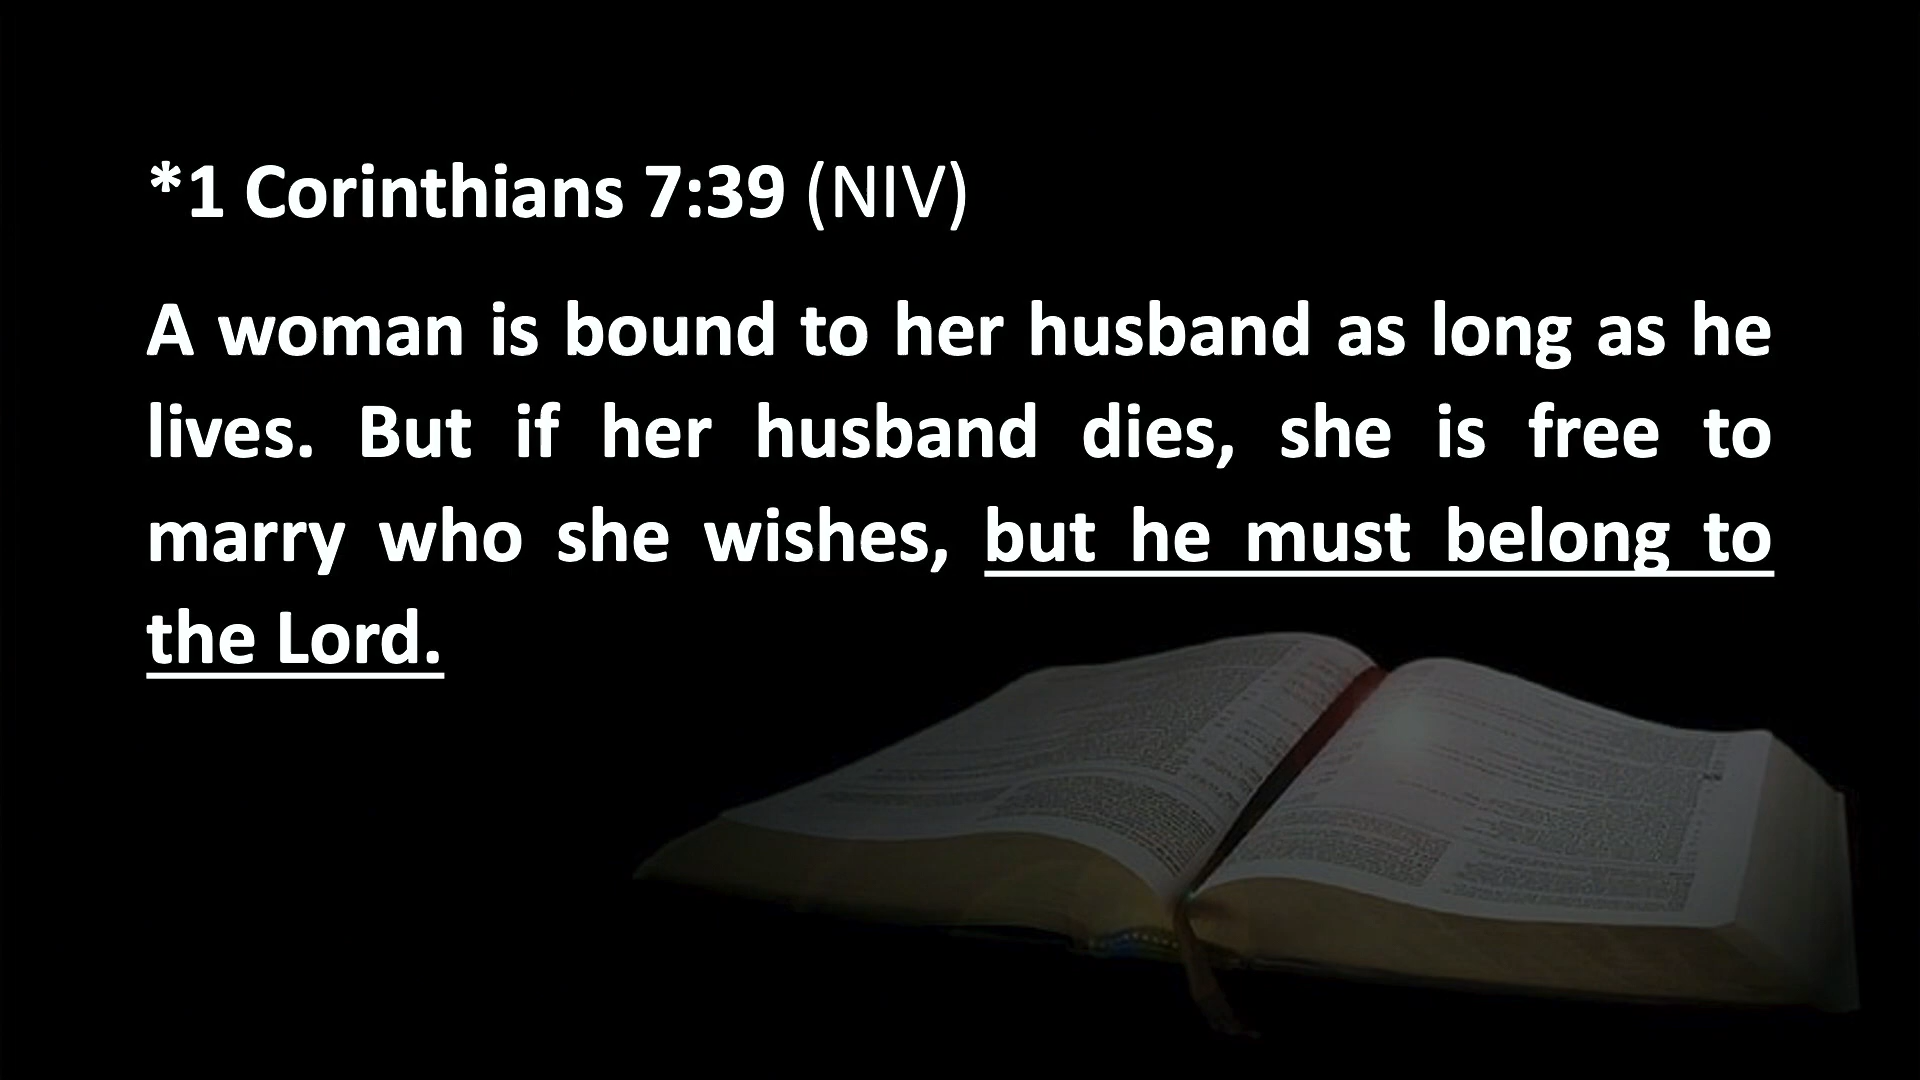 *1 Corinthians 7:39 (NIV)
A woman is bound to her husband as long as he
lives. But if her husband dies, she is free to
marry who she wishes, but he must belong to
the Lord.